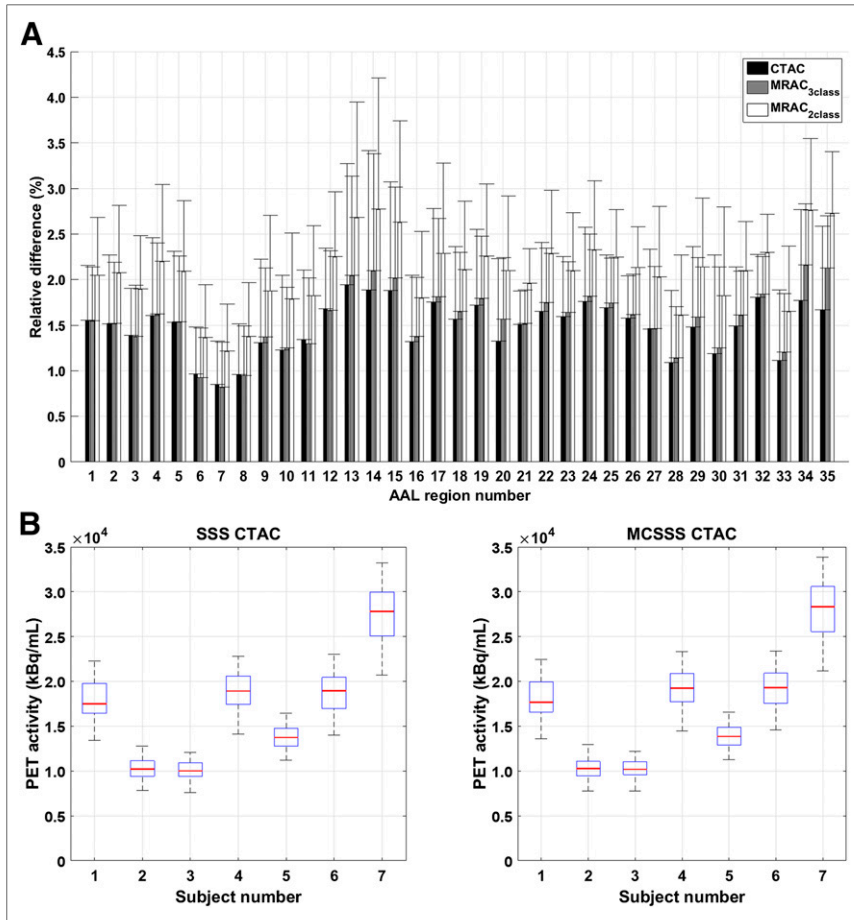 A
Relative difference (%)
4.5
4.0
3.5
3.0
2.5
2.0
1.5
1.0
0.5
0
CTAC
MRAC3class
MRAC2class
1 2 3 4 5 6 7 8 9 10 11 12 13 14 15 16 17 18 19 20 21 22 23 24 25 26 27 28 29 30 31 32 33 34 35
AAL region number
B
SSS CTAC
×10⁴
PET activity (kBq/mL)
3.5
3.0
2.5
2.0
1.5
1.0
0.5
0
1 2 3 4 5 6 7
Subject number
MCSSS CTAC
×10⁴
PET activity (kBq/mL)
3.5
3.0
2.5
2.0
1.5
1.0
0.5
0
1 2 3 4 5 6 7
Subject number